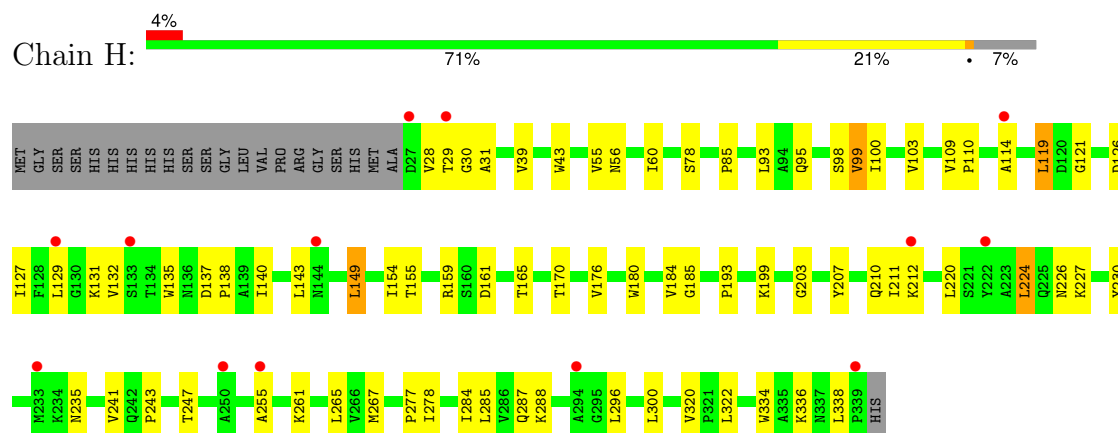 4%
Chain H:
71% 21% • 7%
MET GLY SER SER HIS HIS HIS HIS HIS HIS SER SER GLY LEU VAL PRO ARG GLY SER HIS MET ALA D27 V28 T29 G30 A31 V39 W43 V55 N56 I60 S78 P85 L93 A94 Q95 S98 V99 I100 V103 V109 P110 A114 L119 D120 G121 D126
I127 F128 L129 G130 K131 V132 S133 T134 W135 N136 D137 P138 A139 I140 L143 N144 L149 I154 T155 R159 S160 D161 T165 T170 V176 W180 V184 G185 P193 K199 G203 Y207 Q210 I211 K212 L220 S221 Y222 A223 L224 Q225 N226 K227 Y230
M233 K234 N235 V241 Q242 P243 T247 A250 A255 K261 L265 V266 M267 P277 I278 I284 L285 V286 Q287 K288 A294 G295 L296 L300 V320 P321 L322 W334 A335 K336 N337 L338 P339 HIS